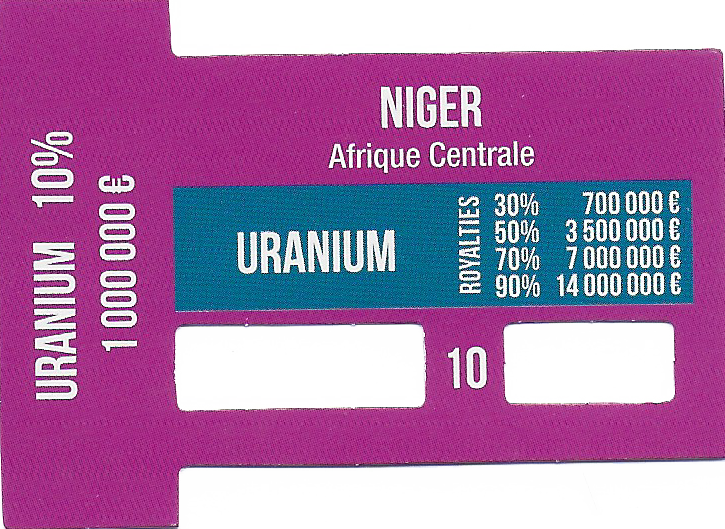 URANIUM 10%
1 000 000 €
NIGER
Afrique Centrale
URANIUM
ROYALTIES
30% 700 000 €
50% 3 500 000 €
70% 7 000 000 €
90% 14 000 000 €
10